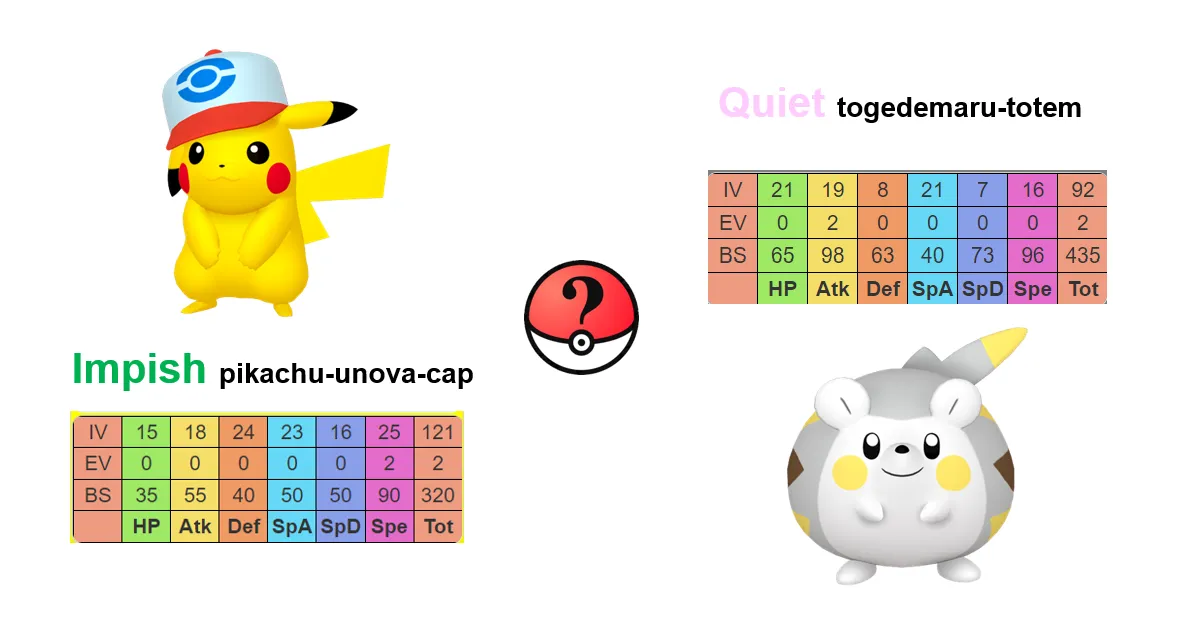 Quiet togedemaru-totem
IV 21 19 8 21 7 16 92
EV 0 2 0 0 0 0 2
BS 65 98 63 40 73 96 435
HP Atk Def SpA SpD Spe Tot
?
Impish pikachu-unova-cap
IV 15 18 24 23 16 25 121
EV 0 0 0 0 0 2 2
BS 35 55 40 50 50 90 320
HP Atk Def SpA SpD Spe Tot